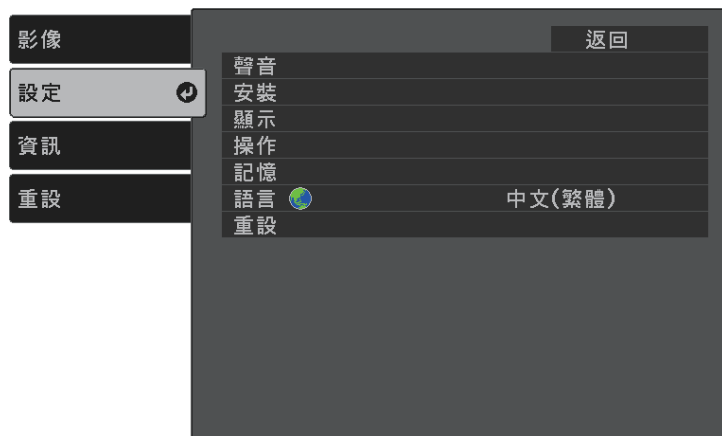 影像
設定
資訊
重設
返回
聲音
安裝
顯示
操作
記憶
語言 中文(繁體)
重設